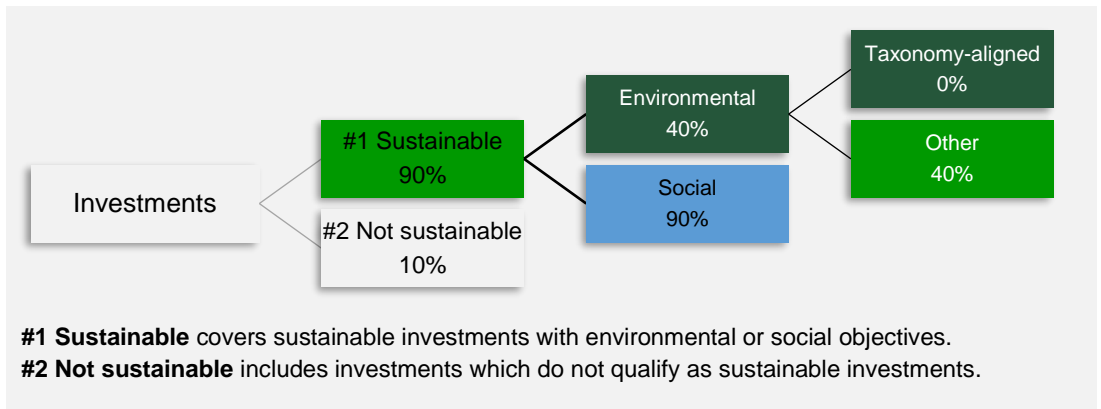 Investments
#1 Sustainable
90%
#2 Not sustainable
10%
Environmental
40%
Social
90%
Taxonomy-aligned
0%
Other
40%
#1 Sustainable covers sustainable investments with environmental or social objectives.
#2 Not sustainable includes investments which do not qualify as sustainable investments.